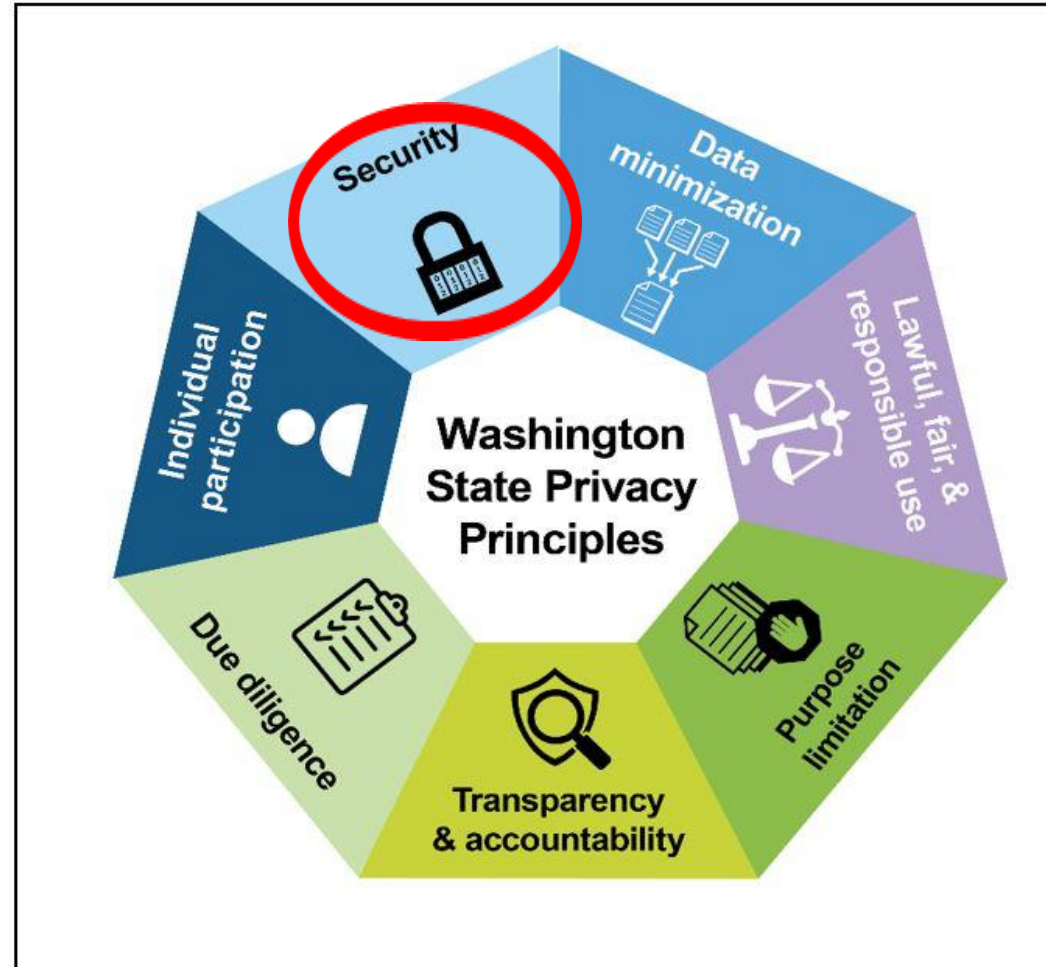 Security
Data
minimization
Lawful, fair, &
responsible use
Purpose
limitation
Transparency
& accountability
Due diligence
Individual
participation
Washington
State Privacy
Principles